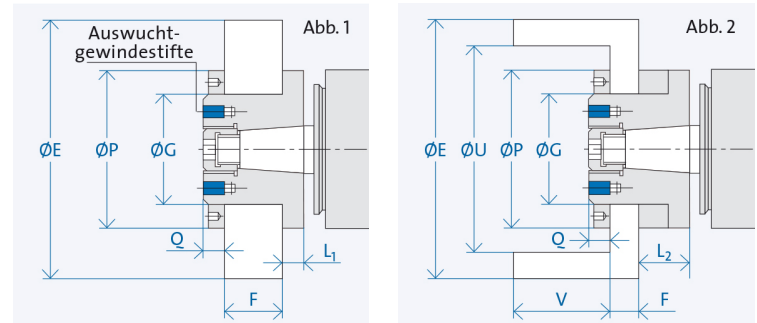 Abb. 1
Auswucht-
gewindestifte
ØE
ØP
ØG
Q
L₁
F
Abb. 2
ØE
ØU
ØP
ØG
Q
L₂
V
F